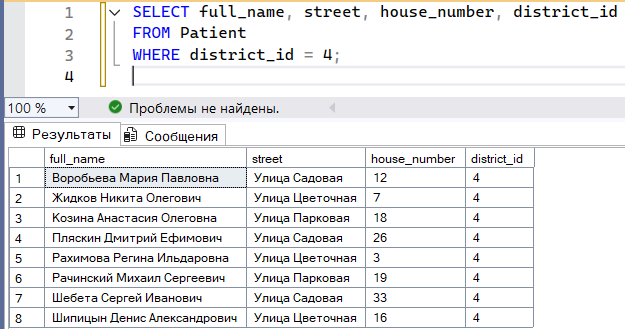 1 SELECT full_name, street, house_number, district_id
2 FROM Patient
3 WHERE district_id = 4;
4
100 % Проблемы не найдены.
Результаты Сообщения
full_name street house_number district_id
1 Воробьева Мария Павловна Улица Садовая 12 4
2 Жидков Никита Олегович Улица Цветочная 7 4
3 Козина Анастасия Олеговна Улица Парковая 18 4
4 Пляскин Дмитрий Ефимович Улица Садовая 26 4
5 Рахимова Регина Ильдаровна Улица Цветочная 3 4
6 Рачинский Михаил Сергеевич Улица Парковая 19 4
7 Шебета Сергей Иванович Улица Садовая 33 4
8 Шипицын Денис Александрович Улица Цветочная 16 4